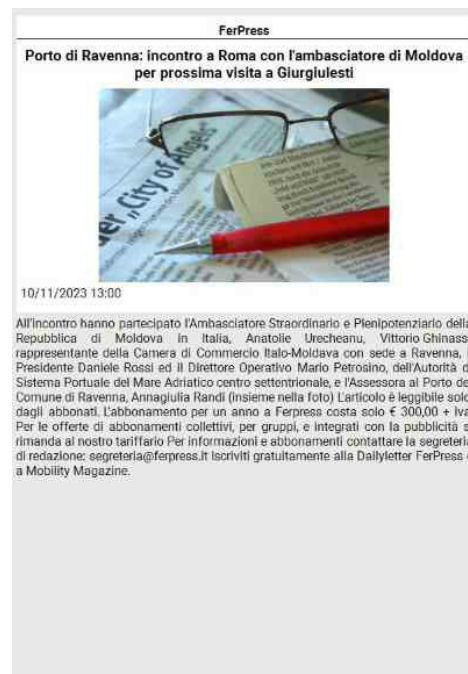 FerPress
Porto di Ravenna: incontro a Roma con l'ambasciatore di Moldova
per prossima visita a Giurgiulesti
der „City of Angels"
10/11/2023 13:00
All'incontro hanno partecipato l'Ambasciatore Straordinario e Plenipotenziario della
Repubblica di Moldova in Italia, Anatolie Urecheanu, Vittorio Ghinass
rappresentante della Camera di Commercio Italo-Moldava con sede a Ravenna,
Presidente Daniele Rossi ed il Direttore Operativo Mario Petrosino, dell'Autorità d
Sistema Portuale del Mare Adriatico centro settentrionale, e l'Assessora al Porto de
Comune di Ravenna, Annagiulia Randi (insieme nella foto) L'articolo è leggibile solo
dagli abbonati. L'abbonamento per un anno a Ferpress costa solo € 300,00 + iva
Per le offerte di abbonamenti collettivi, per gruppi, e integrati con la pubblicità s
rimanda al nostro tariffario Per informazioni e abbonamenti contattare la segreteria
di redazione: segreteria@ferpress.it Iscriviti gratuitamente alla Dailyletter FerPress e
a Mobility Magazine.